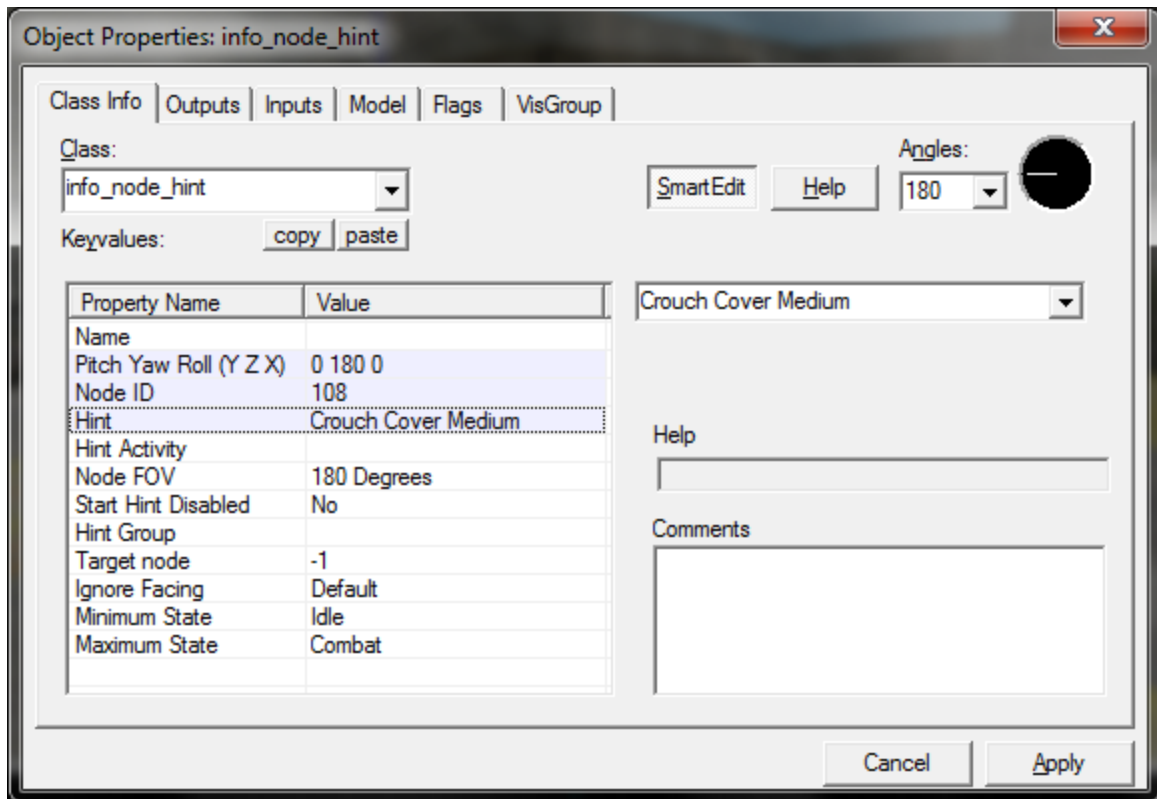 Object Properties: info_node_hint
X
Class Info Outputs Inputs Model Flags VisGroup
Class:
info_node_hint
SmartEdit Help
Angles:
180
Keyvalues: copy paste
Property Name Value
Crouch Cover Medium
Name
Pitch Yaw Roll (Y Z X) 0 180 0
Node ID 108
Hint Crouch Cover Medium
Hint Activity
Node FOV 180 Degrees
Start Hint Disabled No
Hint Group
Target node -1
Ignore Facing Default
Minimum State Idle
Maximum State Combat
Help
Comments
Cancel Apply